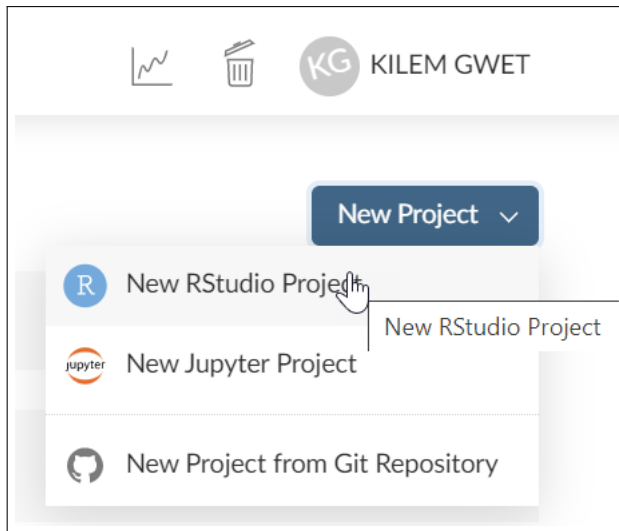 KG KILEM GWET
New Project
R New RStudio Project
New RStudio Project
jupyter New Jupyter Project
New Project from Git Repository